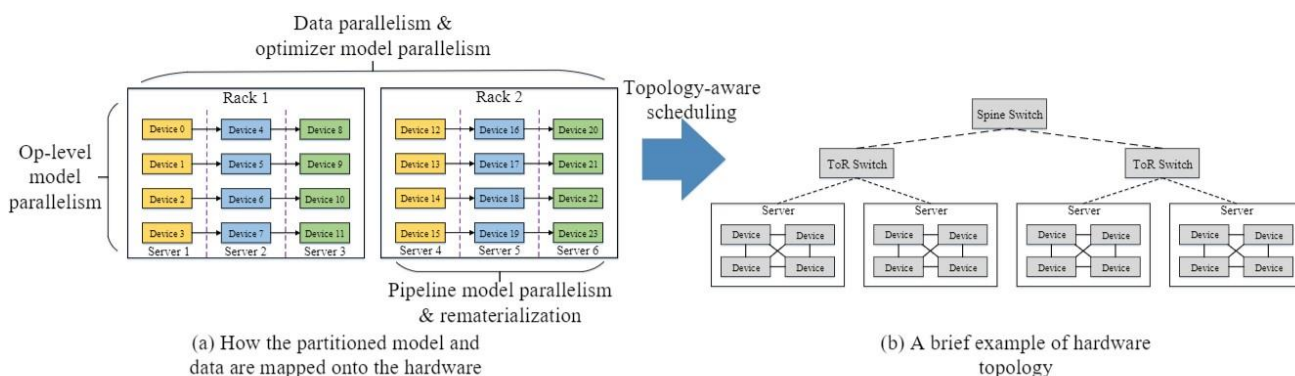 Data parallelism &
optimizer model parallelism
Rack 1
Rack 2
Topology-aware
scheduling
Op-level
model
parallelism
Device 0 Device 4 Device 8
Device 1 Device 5 Device 9
Device 2 Device 6 Device 10
Device 3 Device 7 Device 11
Server 1 Server 2 Server 3
Device 12 Device 16 Device 20
Device 13 Device 17 Device 21
Device 14 Device 18 Device 22
Device 15 Device 19 Device 23
Server 4 Server 5 Server 6
Pipeline model parallelism
& rematerialization
(a) How the partitioned model and
data are mapped onto the hardware
Spine Switch
ToR Switch
ToR Switch
Server
Device Device
Device Device
Server
Device Device
Device Device
Server
Device Device
Device Device
Server
Device Device
Device Device
(b) A brief example of hardware
topology